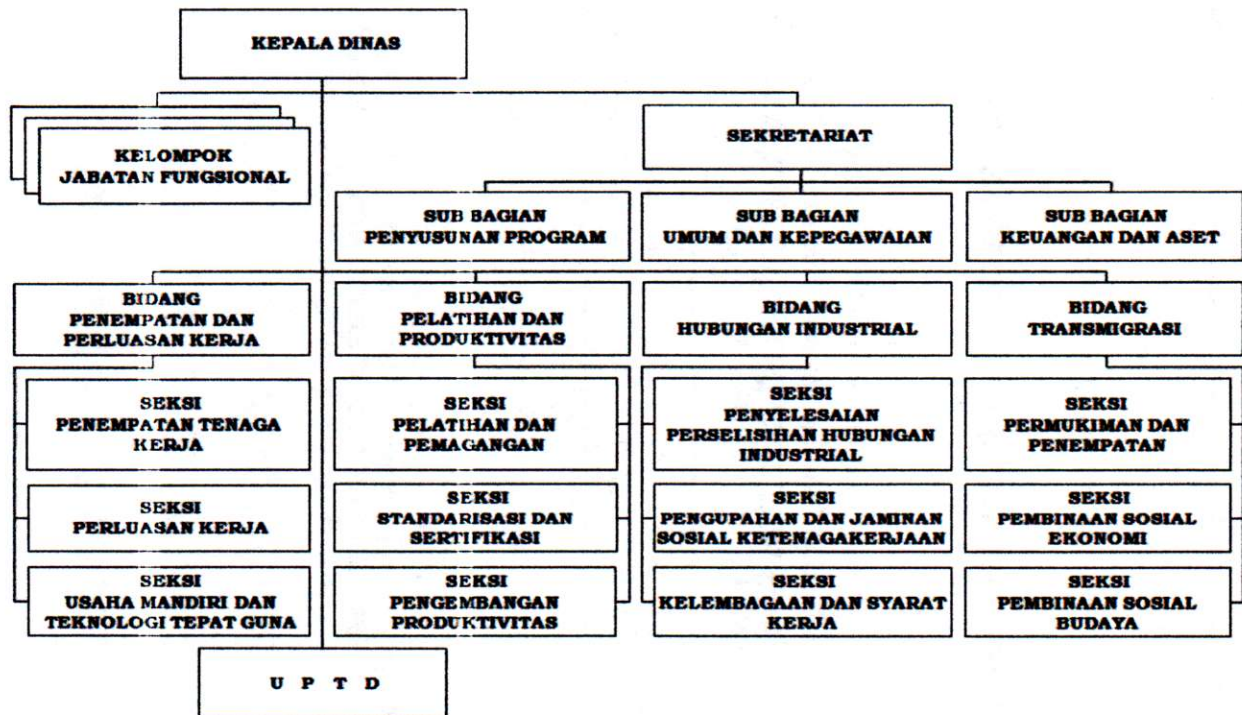 KEPALA DINAS
KELOMPOK
JABATAN FUNGSIONAL
SEKRETARIAT
SUB BAGIAN
PENYUSUNAN PROGRAM
SUB BAGIAN
UMUM DAN KEPEGAWAIAN
SUB BAGIAN
KEUANGAN DAN ASET
BIDANG
PENEMPATAN DAN
PERLUASAN KERJA
BIDANG
PELATIHAN DAN
PRODUKTIVITAS
BIDANG
HUBUNGAN INDUSTRIAL
BIDANG
TRANSMIGRASI
SEKSI
PENEMPATAN TENAGA
KERJA
SEKSI
PELATIHAN DAN
PEMAGANGAN
SEKSI
PENYELESAIAN
PERSELISIHAN HUBUNGAN
INDUSTRIAL
SEKSI
PERMUKIMAN DAN
PENEMPATAN
SEKSI
PERLUASAN KERJA
SEKSI
STANDARISASI DAN
SERTIFIKASI
SEKSI
PENGUPAHAN DAN JAMINAN
SOSIAL KETENAGAKERJAAN
SEKSI
PEMBINAAN SOSIAL
EKONOMI
SEKSI
USAHA MANDIRI DAN
TEKNOLOGI TEPAT GUNA
SEKSI
PENGEMBANGAN
PRODUKTIVITAS
SEKSI
KELEMBAGAAN DAN SYARAT
KERJA
SEKSI
PEMBINAAN SOSIAL
BUDAYA
U P T D